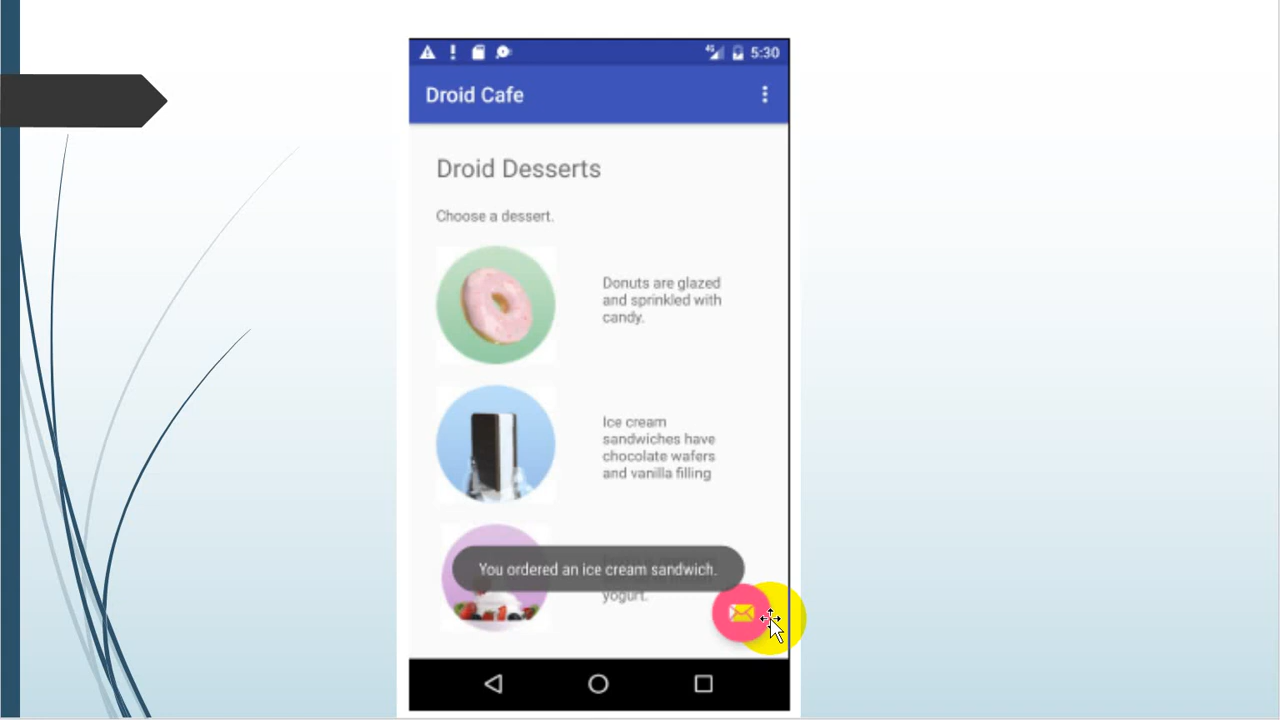 4G 5:30
Droid Cafe
Droid Desserts
Choose a dessert.
Donuts are glazed
and sprinkled with
candy.
Ice cream
sandwiches have
chocolate wafers
and vanilla filling
You ordered an ice cream sandwich.
yogurt.